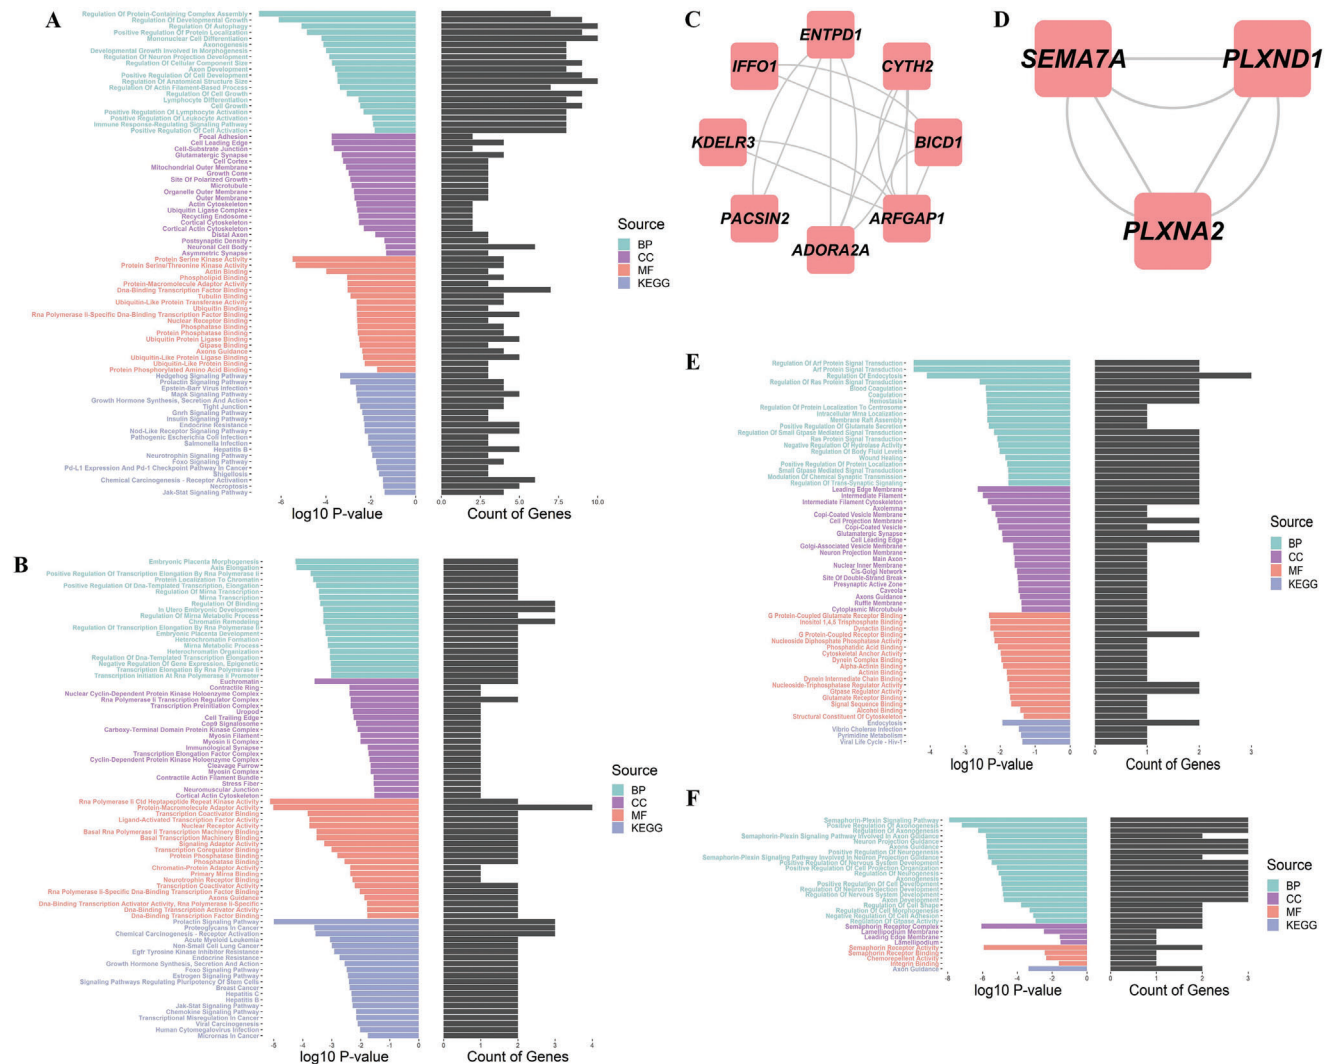 A
Regulation Of Protein-Containing Complex Assembly
Regulation Of Developmental Growth
Regulation Of Autophagy
Positive Regulation Of Protein Localization
Mononuclear Cell Differentiation
Axonogenesis
Developmental Growth Involved In Morphogenesis
Regulation Of Neuron Projection Development
Regulation Of Cellular Component Size
Axon Development
Positive Regulation Of Cell Development
Regulation Of Anatomical Structure Size
Regulation Of Actin Filament-Based Process
Regulation Of Cell Growth
Lymphocyte Differentiation
Cell Growth
Positive Regulation Of Lymphocyte Activation
Positive Regulation Of Leukocyte Activation
Immune Response-Regulating Signaling Pathway
Positive Regulation Of Cell Activation
Focal Adhesion
Cell Leading Edge
Cell-Substrate Junction
Glutamatergic Synapse
Cell Cortex
Mitochondrial Outer Membrane
Growth Cone
Site Of Polarized Growth
Microtubule
Organelle Outer Membrane
Outer Membrane
Actin Cytoskeleton
Ubiquitin Ligase Complex
Recycling Endosome
Cortical Cytoskeleton
Cortical Actin Cytoskeleton
Distal Axon
Postsynaptic Density
Neuronal Cell Body
Asymmetric Synapse
Protein Serine Kinase Activity
Protein Serine/Threonine Kinase Activity
Actin Binding
Phospholipid Binding
Protein-Macromolecule Adaptor Activity
Dna-Binding Transcription Factor Binding
Tubulin Binding
Ubiquitin-Like Protein Transferase Activity
Ubiquitin Binding
Rna Polymerase II-Specific Dna-Binding Transcription Factor Binding
Nuclear Receptor Binding
Phosphatase Binding
Protein Phosphatase Binding
Ubiquitin Protein Ligase Binding
Gtpase Binding
Axons Guidance
Ubiquitin-Like Protein Ligase Binding
Ubiquitin-Like Protein Binding
Protein Phosphorylated Amino Acid Binding
Hedgehog Signaling Pathway
Prolactin Signaling Pathway
Epstein-Barr Virus Infection
Mapk Signaling Pathway
Growth Hormone Synthesis, Secretion And Action
Tight Junction
Gnrh Signaling Pathway
Insulin Signaling Pathway
Endocrine Resistance
Nod-Like Receptor Signaling Pathway
Pathogenic Escherichia Coli Infection
Salmonella Infection
Hepatitis B
Neurotrophin Signaling Pathway
Foxo Signaling Pathway
Pd-L1 Expression And Pd-1 Checkpoint Pathway In Cancer
Shigellosis
Chemical Carcinogenesis - Receptor Activation
Necroptosis
Jak-Stat Signaling Pathway
-6 -4 -2 0
log10 P-value
0.0 2.5 5.0 7.5 10.0
Count of Genes
Source
BP
CC
MF
KEGG
B
Embryonic Placenta Morphogenesis
Axis Elongation
Positive Regulation Of Transcription Elongation By Rna Polymerase II
Protein Localization To Chromatin
Positive Regulation Of Dna-Templated Transcription, Elongation
Regulation Of Mirna Transcription
Mirna Transcription
Regulation Of Binding
In Utero Embryonic Development
Regulation Of Mirna Metabolic Process
Chromatin Remodeling
Regulation Of Transcription Elongation By Rna Polymerase II
Embryonic Placenta Development
Heterochromatin Formation
Mirna Metabolic Process
Heterochromatin Organization
Regulation Of Dna-Templated Transcription Elongation
Negative Regulation Of Gene Expression, Epigenetic
Transcription Elongation By Rna Polymerase II
Transcription Initiation At Rna Polymerase II Promoter
Euchromatin
Contractile Ring
Nuclear Cyclin-Dependent Protein Kinase Holoenzyme Complex
Rna Polymerase II Transcription Regulator Complex
Transcription Preinitiation Complex
Uropod
Cell Trailing Edge
Cop9 Signalosome
Carboxy-Terminal Domain Protein Kinase Complex
Myosin Filament
Myosin II Complex
Immunological Synapse
Transcription Elongation Factor Complex
Cyclin-Dependent Protein Kinase Holoenzyme Complex
Cleavage Furrow
Myosin Complex
Contractile Actin Filament Bundle
Stress Fiber
Neuromuscular Junction
Cortical Actin Cytoskeleton
Rna Polymerase II Ctd Heptapeptide Repeat Kinase Activity
Protein-Macromolecule Adaptor Activity
Transcription Coactivator Binding
Ligand-Activated Transcription Factor Activity
Nuclear Receptor Activity
Basal Rna Polymerase II Transcription Machinery Binding
Basal Transcription Machinery Binding
Signaling Adaptor Activity
Transcription Coregulator Binding
Protein Phosphatase Binding
Phosphatase Binding
Chromatin-Protein Adaptor Activity
Primary Mirna Binding
Neurotrophin Receptor Binding
Transcription Coactivator Activity
Rna Polymerase II-Specific Dna-Binding Transcription Factor Binding
Axons Guidance
Dna-Binding Transcription Activator Activity, Rna Polymerase II-Specific
Dna-Binding Transcription Activator Activity
Dna-Binding Transcription Factor Binding
Prolactin Signaling Pathway
Proteoglycans In Cancer
Chemical Carcinogenesis - Receptor Activation
Acute Myeloid Leukemia
Non-Small Cell Lung Cancer
Egfr Tyrosine Kinase Inhibitor Resistance
Endocrine Resistance
Growth Hormone Synthesis, Secretion And Action
Foxo Signaling Pathway
Estrogen Signaling Pathway
Signaling Pathways Regulating Pluripotency Of Stem Cells
Breast Cancer
Hepatitis C
Hepatitis B
Jak-Stat Signaling Pathway
Chemokine Signaling Pathway
Transcriptional Misregulation In Cancer
Viral Carcinogenesis
Human Cytomegalovirus Infection
Micrornas In Cancer
-6 -5 -4 -3 -2 -1 0
log10 P-value
0 1 2 3 4
Count of Genes
Source
BP
CC
MF
KEGG
C
ENTPD1
IFFO1
CYTH2
KDELR3
BICD1
PACSIN2
ARFGAP1
ADORA2A
D
SEMA7A
PLXND1
PLXNA2
E
Regulation Of Arf Protein Signal Transduction
Arf Protein Signal Transduction
Regulation Of Endocytosis
Regulation Of Ras Protein Signal Transduction
Blood Coagulation
Coagulation
Hemostasis
Regulation Of Protein Localization To Centrosome
Intracellular Mrna Localization
Membrane Raft Assembly
Positive Regulation Of Glutamate Secretion
Regulation Of Small Gtpase Mediated Signal Transduction
Ras Protein Signal Transduction
Negative Regulation Of Hydrolase Activity
Regulation Of Body Fluid Levels
Wound Healing
Positive Regulation Of Protein Localization
Small Gtpase Mediated Signal Transduction
Modulation Of Chemical Synaptic Transmission
Regulation Of Trans-Synaptic Signaling
Leading Edge Membrane
Intermediate Filament
Intermediate Filament Cytoskeleton
Axolemma
Copi-Coated Vesicle Membrane
Cell Projection Membrane
Copi-Coated Vesicle
Glutamatergic Synapse
Cell Leading Edge
Golgi-Associated Vesicle Membrane
Neuron Projection Membrane
Main Axon
Nuclear Inner Membrane
Cis-Golgi Network
Site Of Double-Strand Break
Presynaptic Active Zone
Caveola
Axons Guidance
Ruffle Membrane
Cytoplasmic Microtubule
G Protein-Coupled Glutamate Receptor Binding
Inositol 1,4,5 Trisphosphate Binding
Dynactin Binding
G Protein-Coupled Receptor Binding
Nucleoside Diphosphate Phosphatase Activity
Phosphatidic Acid Binding
Cytoskeletal Anchor Activity
Dynein Complex Binding
Alpha-Actinin Binding
Actinin Binding
Dynein Intermediate Chain Binding
Nucleoside-Triphosphatase Regulator Activity
Gtpase Regulator Activity
Glutamate Receptor Binding
Signal Sequence Binding
Alcohol Binding
Structural Constituent Of Cytoskeleton
Endocytosis
Vibrio Cholerae Infection
Pyrimidine Metabolism
Viral Life Cycle - Hiv-1
-4 -3 -2 -1 0
log10 P-value
0 1 2 3
Count of Genes
Source
BP
CC
MF
KEGG
F
Semaphorin-Plexin Signaling Pathway
Positive Regulation Of Axonogenesis
Regulation Of Axonogenesis
Semaphorin-Plexin Signaling Pathway Involved In Axon Guidance
Neuron Projection Guidance
Axons Guidance
Positive Regulation Of Neurogenesis
Semaphorin-Plexin Signaling Pathway Involved In Neuron Projection Guidance
Positive Regulation Of Nervous System Development
Positive Regulation Of Cell Projection Organization
Regulation Of Neurogenesis
Axonogenesis
Positive Regulation Of Cell Development
Regulation Of Neuron Projection Development
Regulation Of Nervous System Development
Axon Development
Regulation Of Cell Shape
Regulation Of Cell Morphogenesis
Negative Regulation Of Cell Adhesion
Regulation Of Gtpase Activity
Semaphorin Receptor Complex
Lamellipodium Membrane
Leading Edge Membrane
Lamellipodium
Semaphorin Receptor Activity
Semaphorin Receptor Binding
Chemorepellent Activity
Integrin Binding
Axon Guidance
-8 -6 -4 -2 0
log10 P-value
0 1 2 3
Count of Genes
Source
BP
CC
MF
KEGG